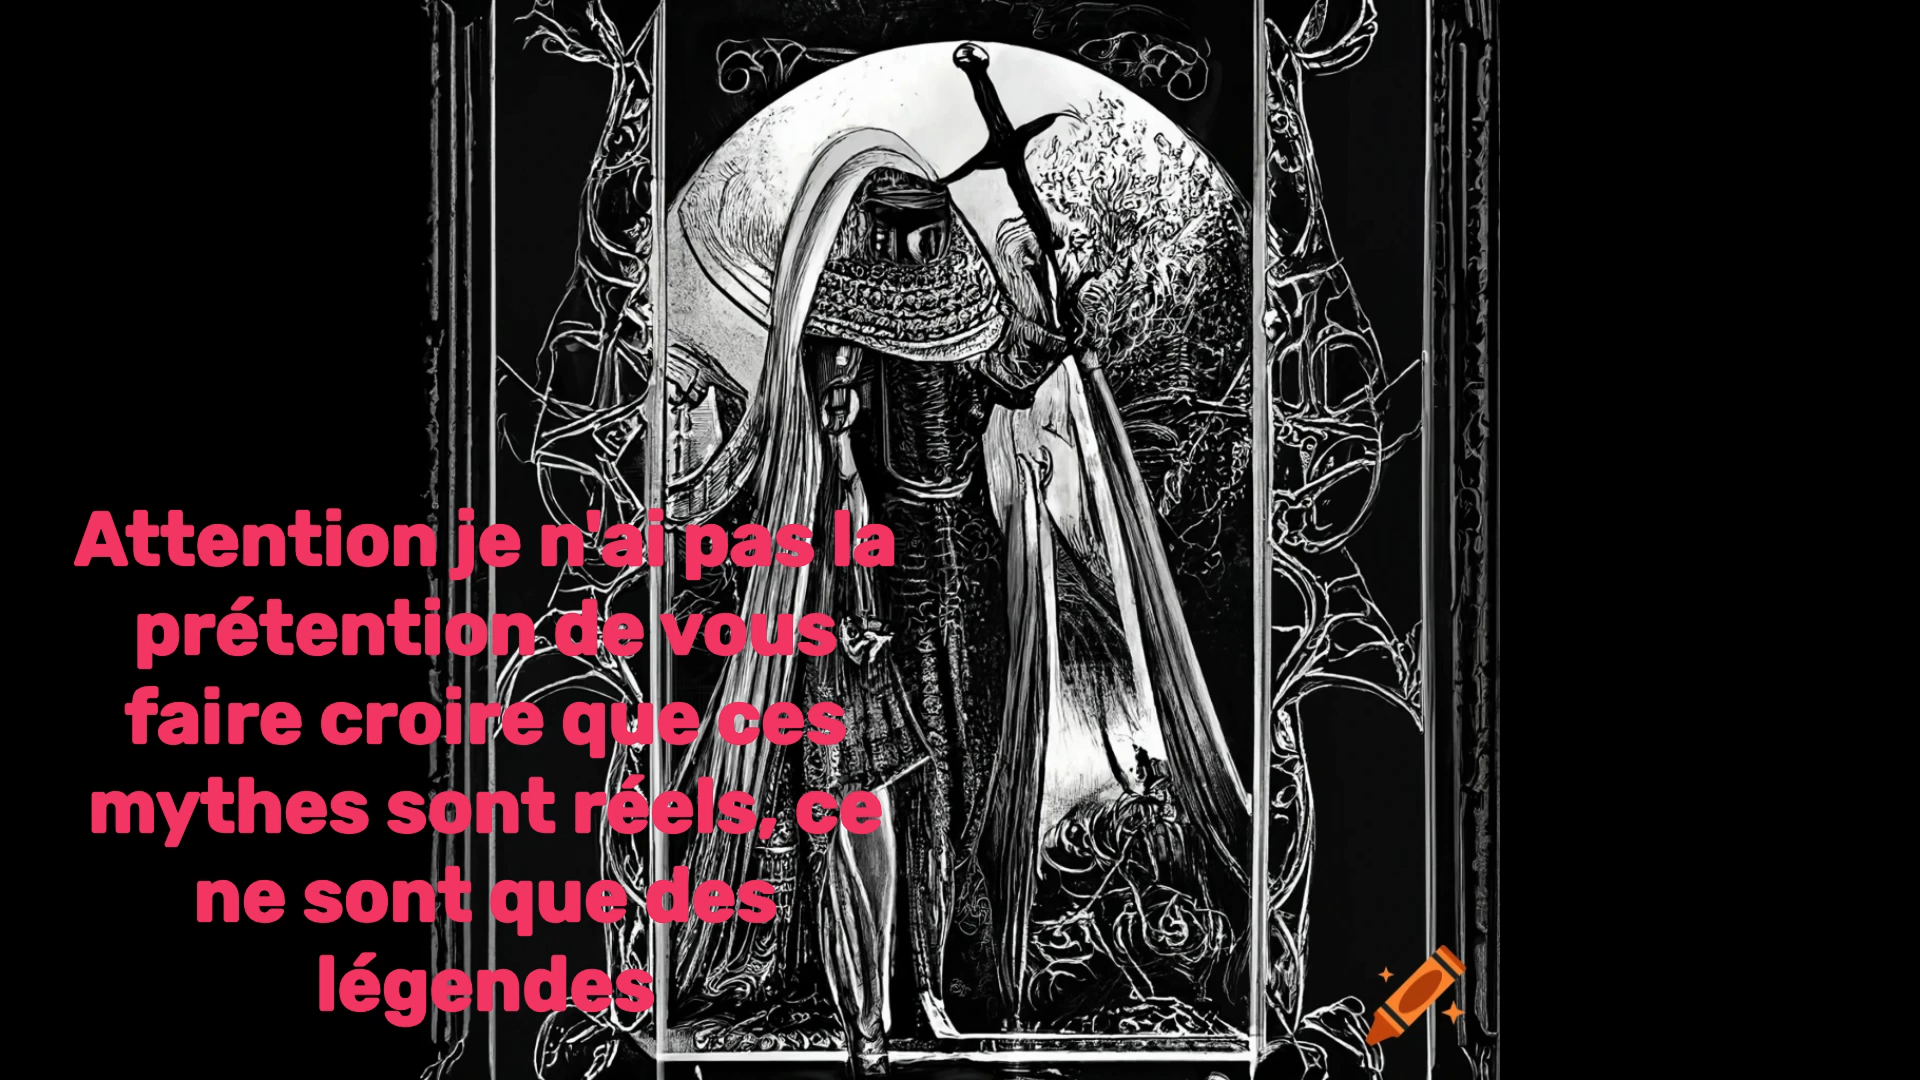 Attention je n'ai pas la
prétention de vous
faire croire que ces
mythes sont réels, ce
ne sont que des
légendes